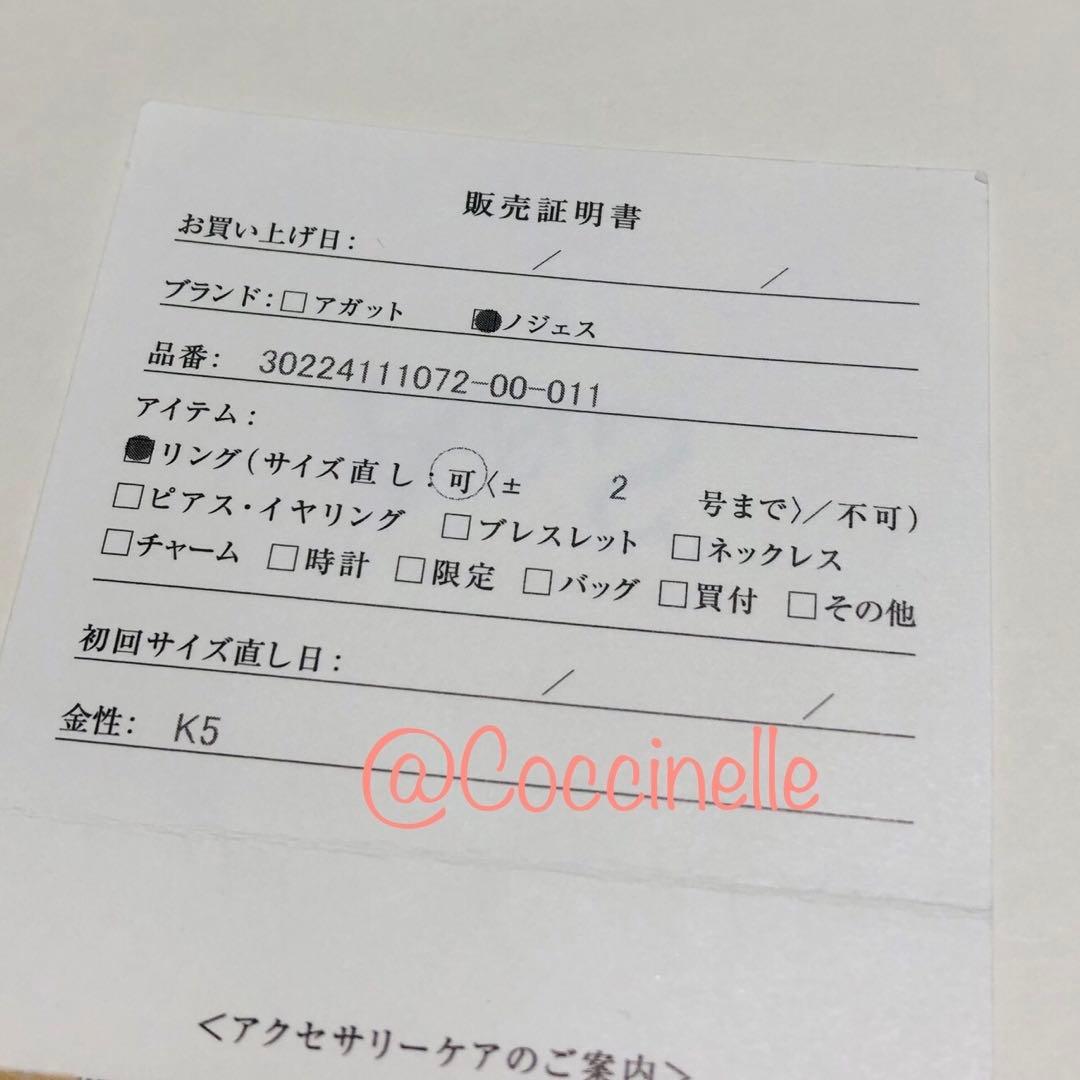 販売証明書
お買い上げ日: / /
ブランド:□アガット ■ノジェス
品番: 30224111072-00-011
アイテム:
■リング(サイズ直し:可〈± 2 号まで〉/不可)
□ピアス・イヤリング □ブレスレット □ネックレス
□チャーム □時計 □限定 □バッグ □買付 □その他
初回サイズ直し日: / /
金性: K5
@Coccinelle
<アクセサリーケアのご案内>